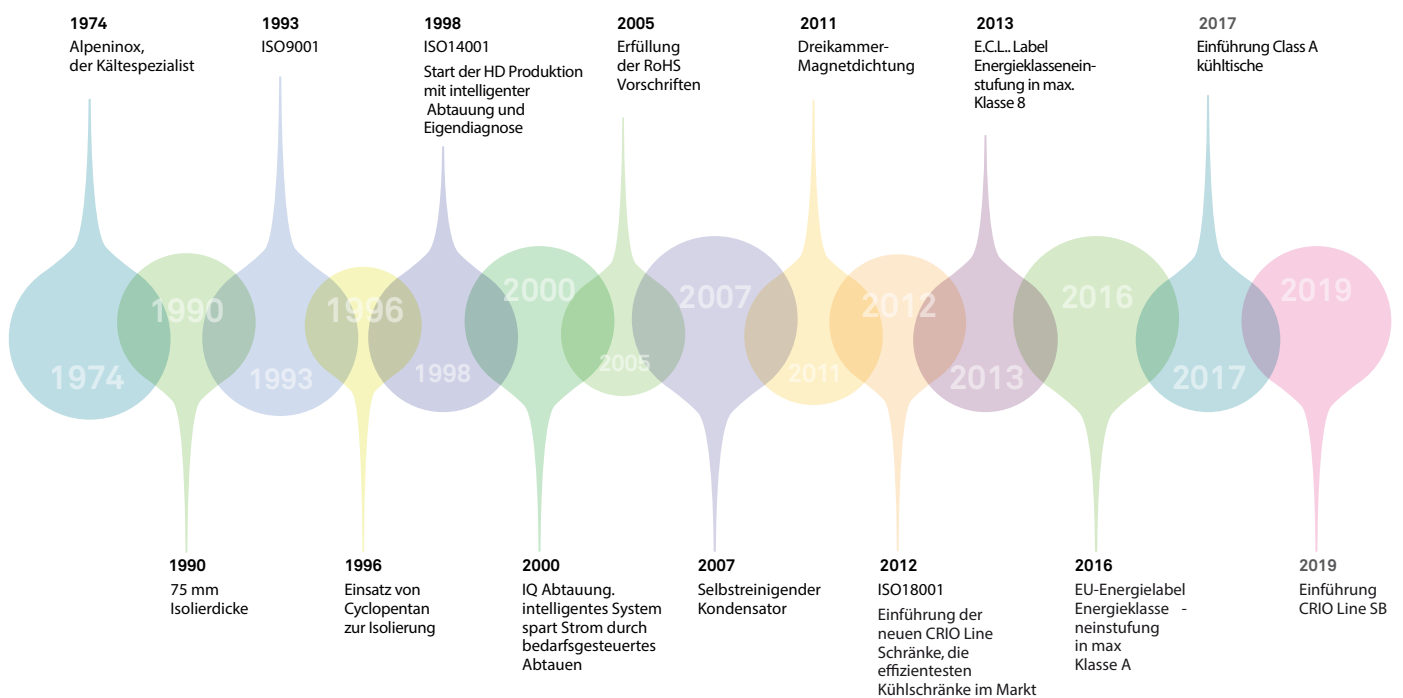 1974
Alpeninox,
der Kältespezialist
1993
ISO9001
1998
ISO14001
Start der HD Produktion
mit intelligenter
Abtauung und
Eigendiagnose
2005
Erfüllung
der RoHS
Vorschriften
2011
Dreikammer-
Magnetdichtung
2013
E.C.L.. Label
Energieklassenein-
stufung in max.
Klasse 8
2017
Einführung Class A
kühltische
1974
1990
1993
1996
1998
2000
2005
2007
2011
2012
2013
2016
2017
2019
1990
75 mm
Isolierdicke
1996
Einsatz von
Cyclopentan
zur Isolierung
2000
IQ Abtauung.
intelligentes System
spart Strom durch
bedarfsgesteuertes
Abtauen
2007
Selbstreinigender
Kondensator
2012
ISO18001
Einführung der
neuen CRIO Line
Schränke, die
effizientesten
Kühlschränke im Markt
2016
EU-Energielabel
Energieklasse -
neinstufung
in max
Klasse A
2019
Einführung
CRIO Line SB